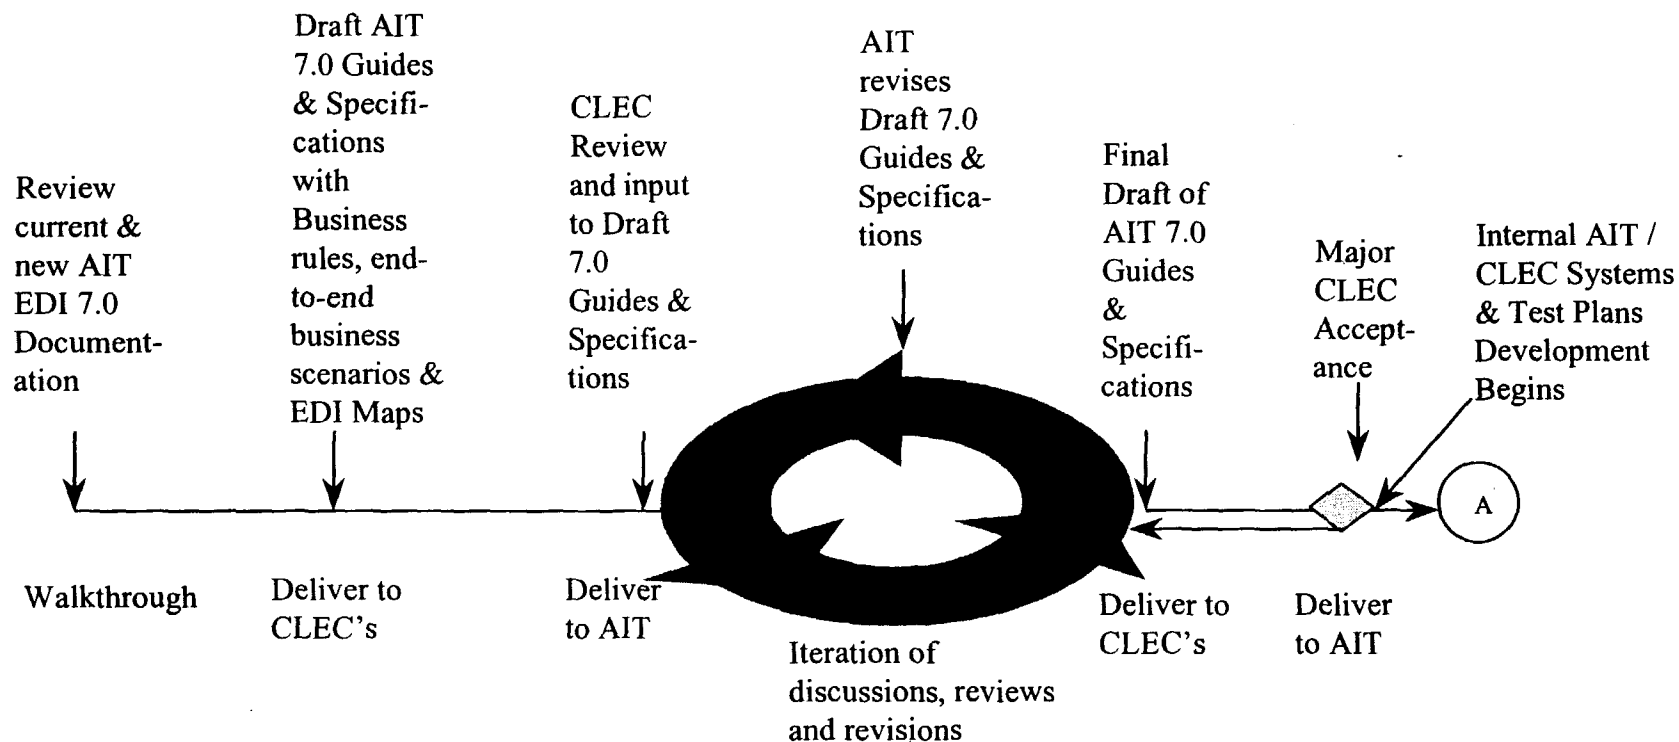 Review
current &
new AIT
EDI 7.0
Document-
ation
Draft AIT
7.0 Guides
& Specifi-
cations
with
Business
rules, end-
to-end
business
scenarios &
EDI Maps
CLEC
Review
and input
to Draft
7.0
Guides &
Specifica-
tions
AIT
revises
Draft 7.0
Guides &
Specifica-
tions
Final
Draft of
AIT 7.0
Guides
&
Specifi-
cations
Major
CLEC
Accept-
ance
Internal AIT /
CLEC Systems
& Test Plans
Development
Begins
A
Walkthrough
Deliver to
CLEC's
Deliver
to AIT
Iteration of
discussions, reviews
and revisions
Deliver to
CLEC's
Deliver
to AIT